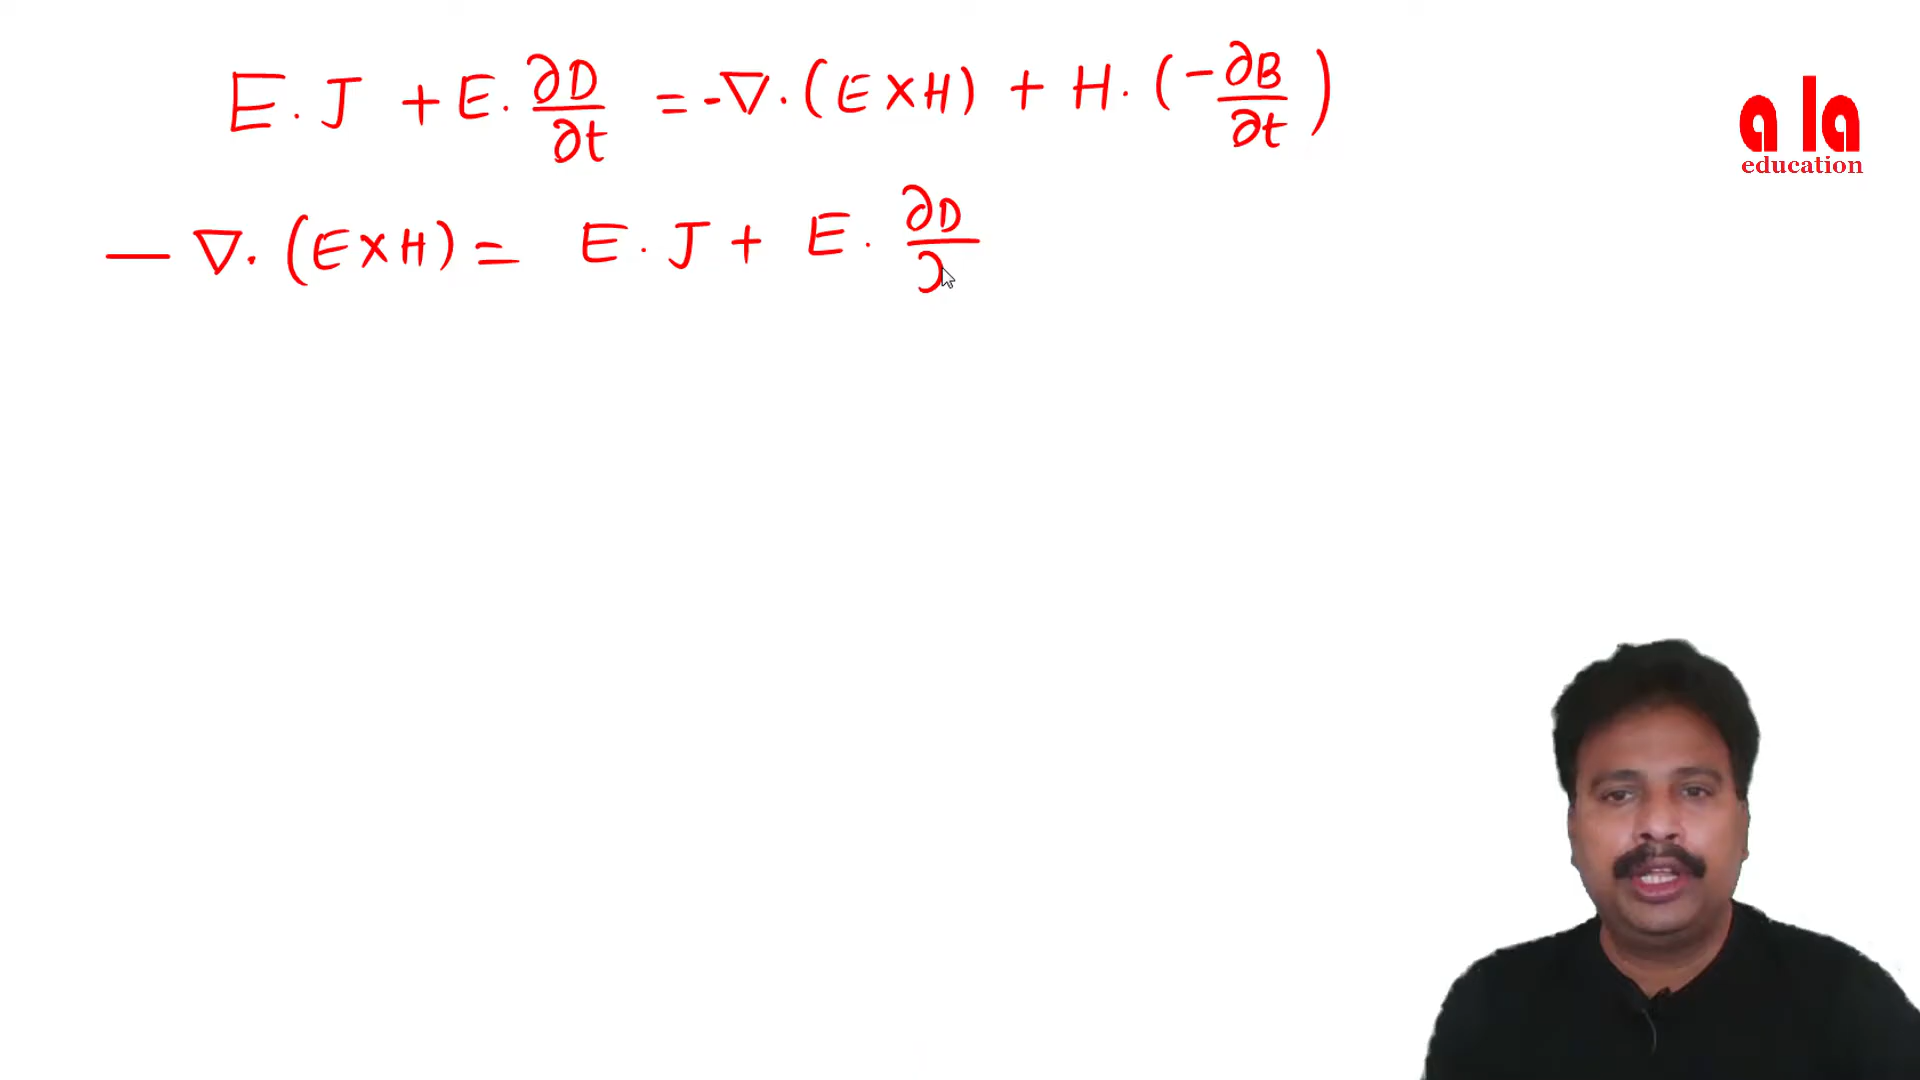 E . J + E . ∂D/∂t = -∇ . (E X H) + H . (-∂B/∂t)
a la
education
— ∇ . (E X H) = E . J + E . ∂D/∂